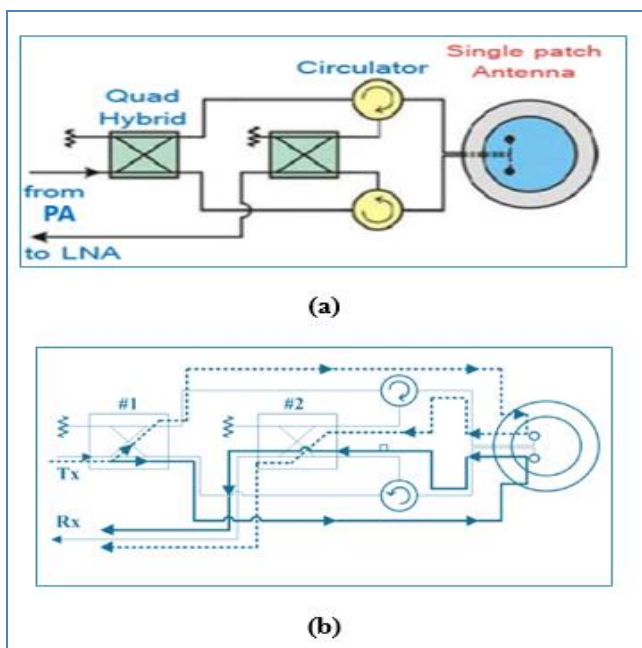 Single patch
Antenna
Circulator
Quad
Hybrid
from
PA
to LNA
(a)
#1
#2
Tx
Rx
(b)